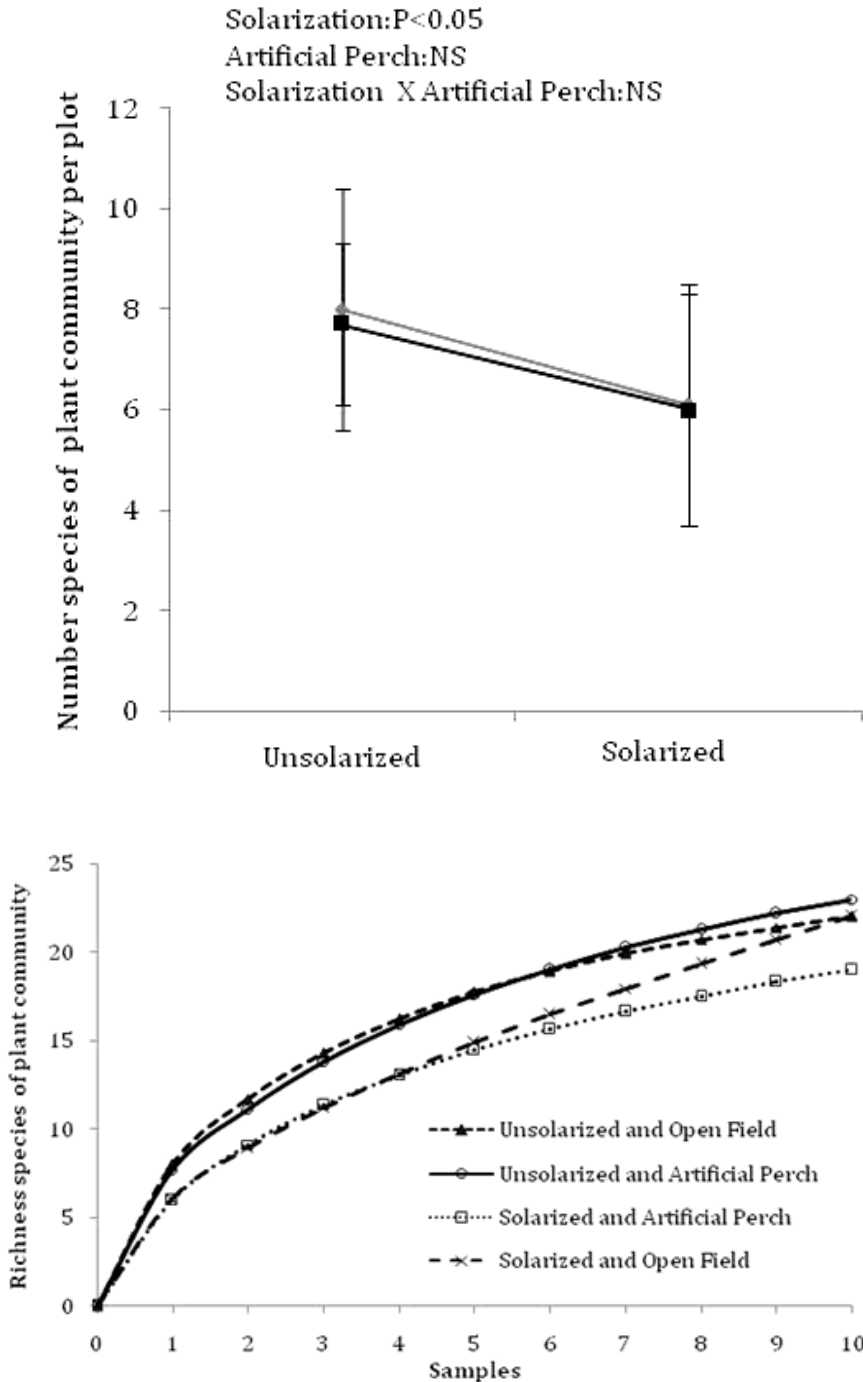 Solarization:P<0.05
Artificial Perch:NS
Solarization X Artificial Perch:NS
Number species of plant community per plot
12
10
8
6
4
2
0
Unsolarized
Solarized
Richness species of plant community
25
20
15
10
5
0
Unsolarized and Open Field
Unsolarized and Artificial Perch
Solarized and Artificial Perch
Solarized and Open Field
0 1 2 3 4 5 6 7 8 9 10
Samples